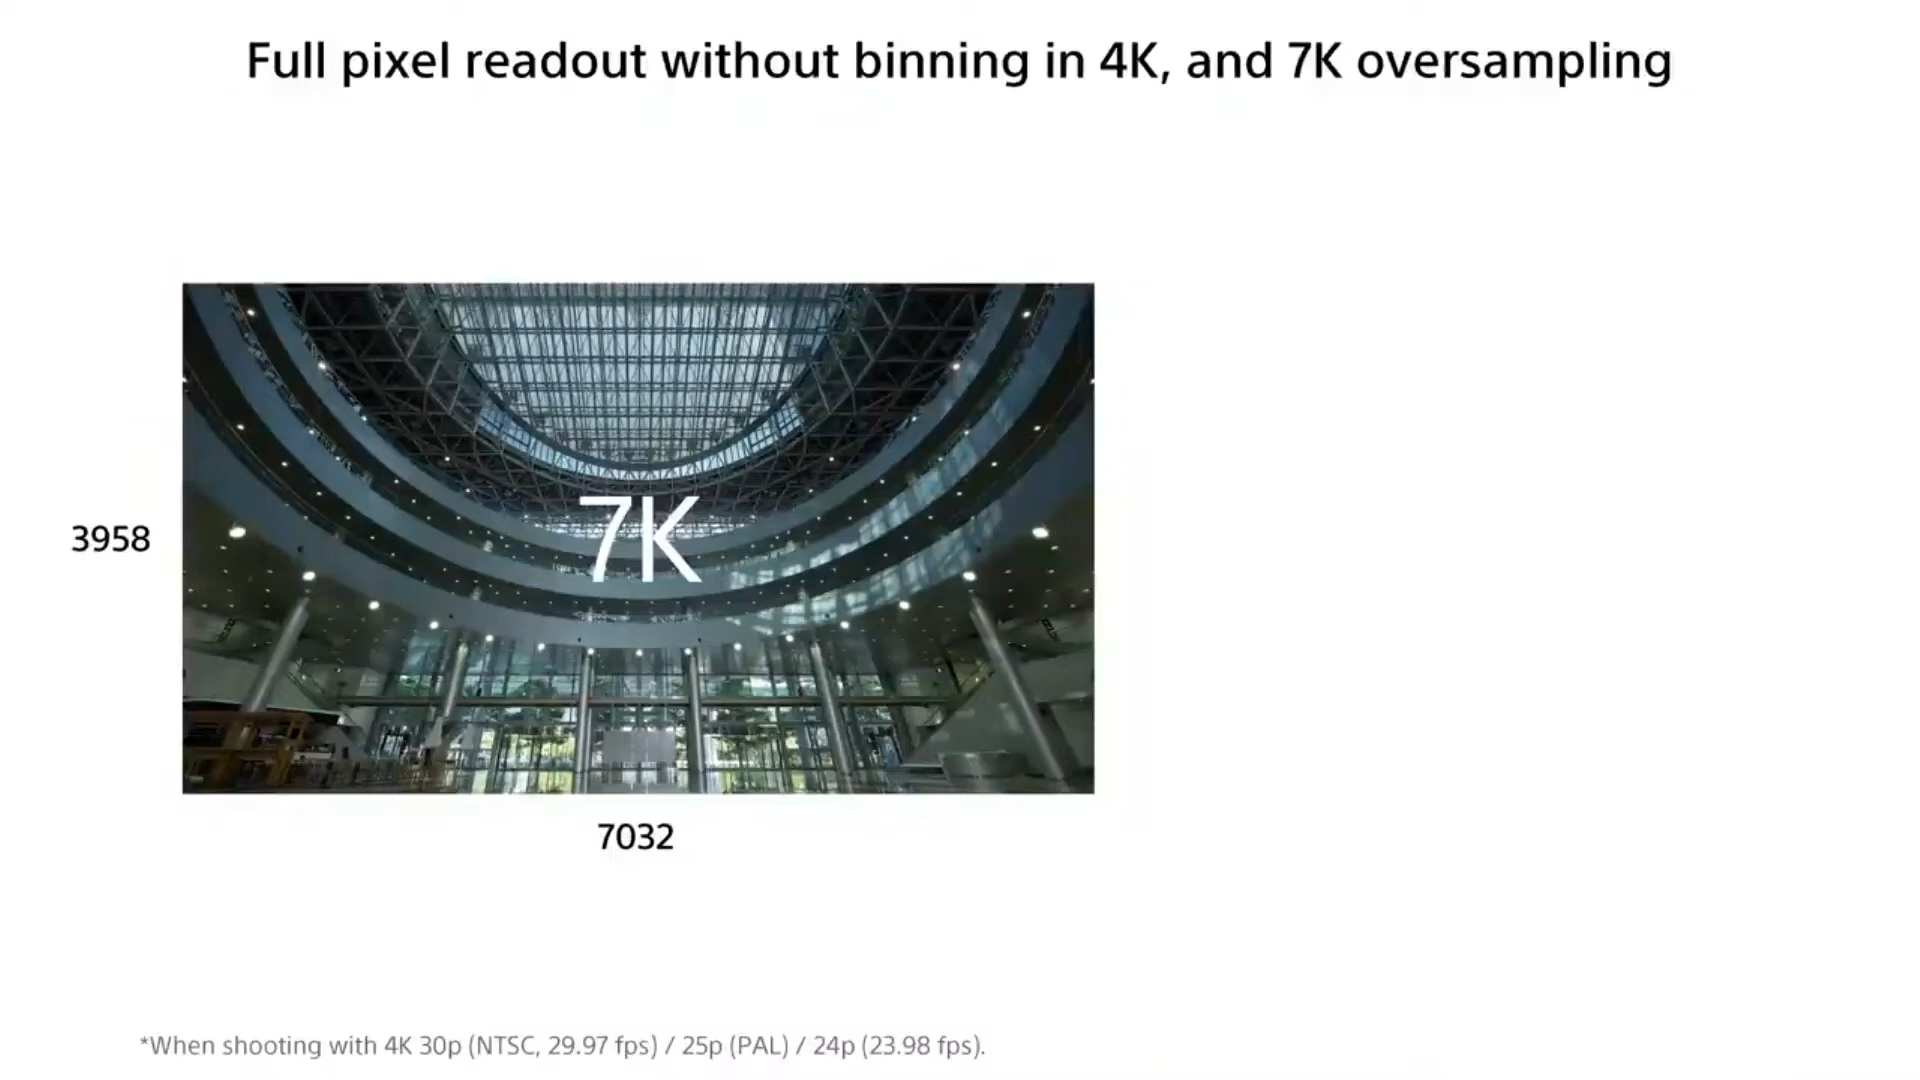 Full pixel readout without binning in 4K, and 7K oversampling
7K
3958
7032
*When shooting with 4K 30p (NTSC, 29.97 fps) / 25p (PAL) / 24p (23.98 fps).